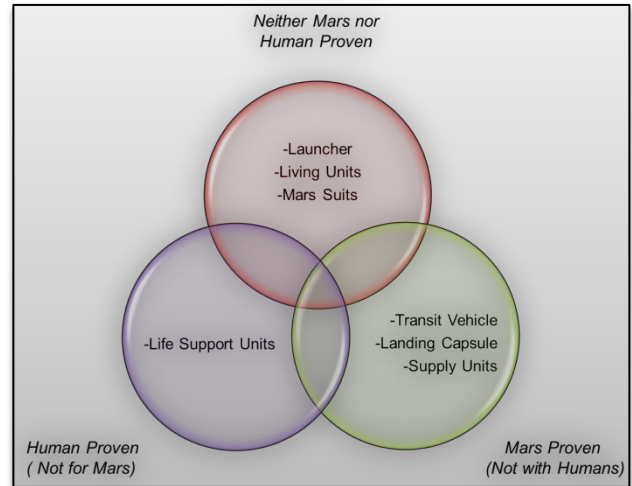 Neither Mars nor
Human Proven
-Launcher
-Living Units
-Mars Suits
-Life Support Units
-Transit Vehicle
-Landing Capsule
-Supply Units
Human Proven
( Not for Mars)
Mars Proven
(Not with Humans)